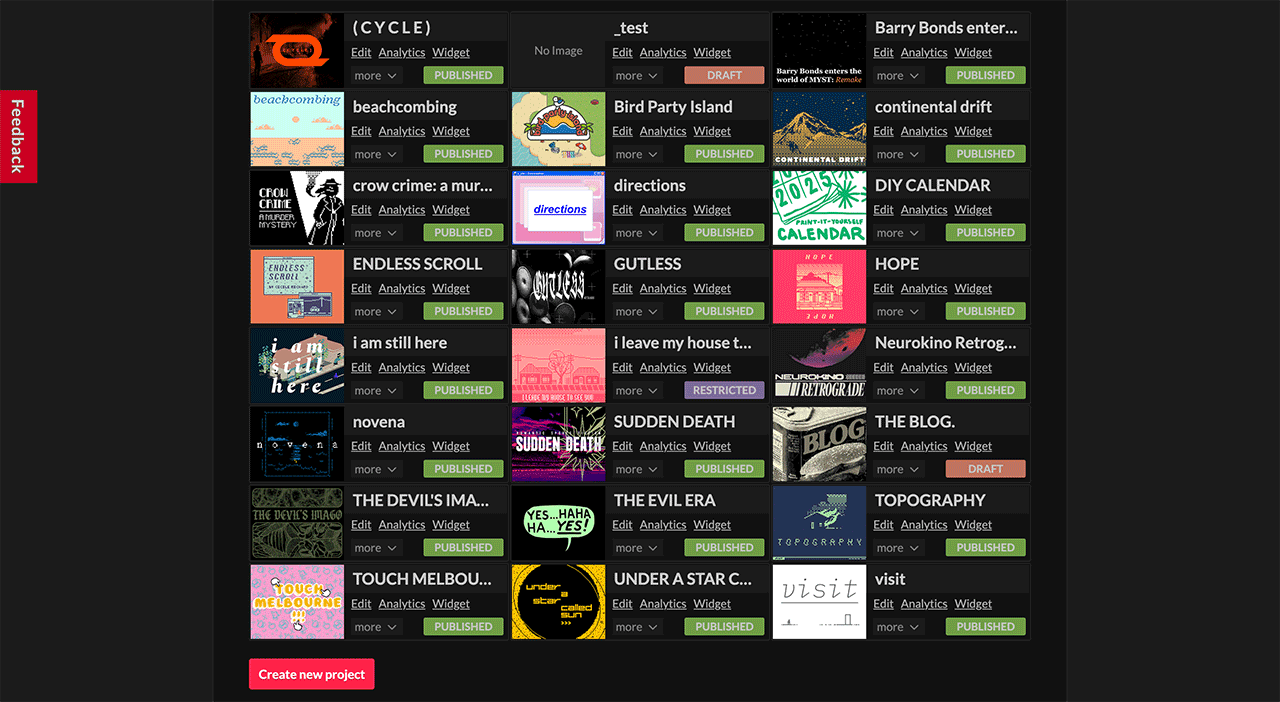 Feedback
(CYCLE)
Edit Analytics Widget
more
PUBLISHED
No Image
_test
Edit Analytics Widget
more
DRAFT
Barry Bonds enters the
world of MYST: Remake
Barry Bonds enter...
Edit Analytics Widget
more
PUBLISHED
beachcombing
beachcombing
Edit Analytics Widget
more
PUBLISHED
Bird Party Island
Edit Analytics Widget
more
PUBLISHED
CONTINENTAL DRIFT
continental drift
Edit Analytics Widget
more
PUBLISHED
CROW
CRIME
A MURDER
MYSTERY
crow crime: a mur...
Edit Analytics Widget
more
PUBLISHED
directions
directions
Edit Analytics Widget
more
PUBLISHED
2025
PRINT-IT-YOURSELF
CALENDAR
DIY CALENDAR
Edit Analytics Widget
more
PUBLISHED
ENDLESS
SCROLL
BY CECILE RICHARD
ENDLESS SCROLL
Edit Analytics Widget
more
PUBLISHED
GUTLESS
GUTLESS
Edit Analytics Widget
more
PUBLISHED
HOPE
HOPE
HOPE
Edit Analytics Widget
more
PUBLISHED
i am
still
here
i am still here
Edit Analytics Widget
more
PUBLISHED
I LEAVE MY HOUSE TO SEE YOU
i leave my house t...
Edit Analytics Widget
more
RESTRICTED
NEUROKINO
RETROGRADE
Neurokino Retrog...
Edit Analytics Widget
more
PUBLISHED
novena
novena
Edit Analytics Widget
more
PUBLISHED
SUDDEN DEATH
SUDDEN DEATH
Edit Analytics Widget
more
PUBLISHED
BLOG
THE BLOG.
Edit Analytics Widget
more
DRAFT
THE DEVIL'S IMAGO
THE DEVIL'S IMA...
Edit Analytics Widget
more
PUBLISHED
YES...HAHA
HA...YES!
THE EVIL ERA
Edit Analytics Widget
more
PUBLISHED
TOPOGRAPHY
TOPOGRAPHY
Edit Analytics Widget
more
PUBLISHED
TOUCH
MELBOURNE
!!!
TOUCH MELBOU...
Edit Analytics Widget
more
PUBLISHED
under
a
star
called
sun
>>>
UNDER A STAR C...
Edit Analytics Widget
more
PUBLISHED
visit
visit
Edit Analytics Widget
more
PUBLISHED
Create new project